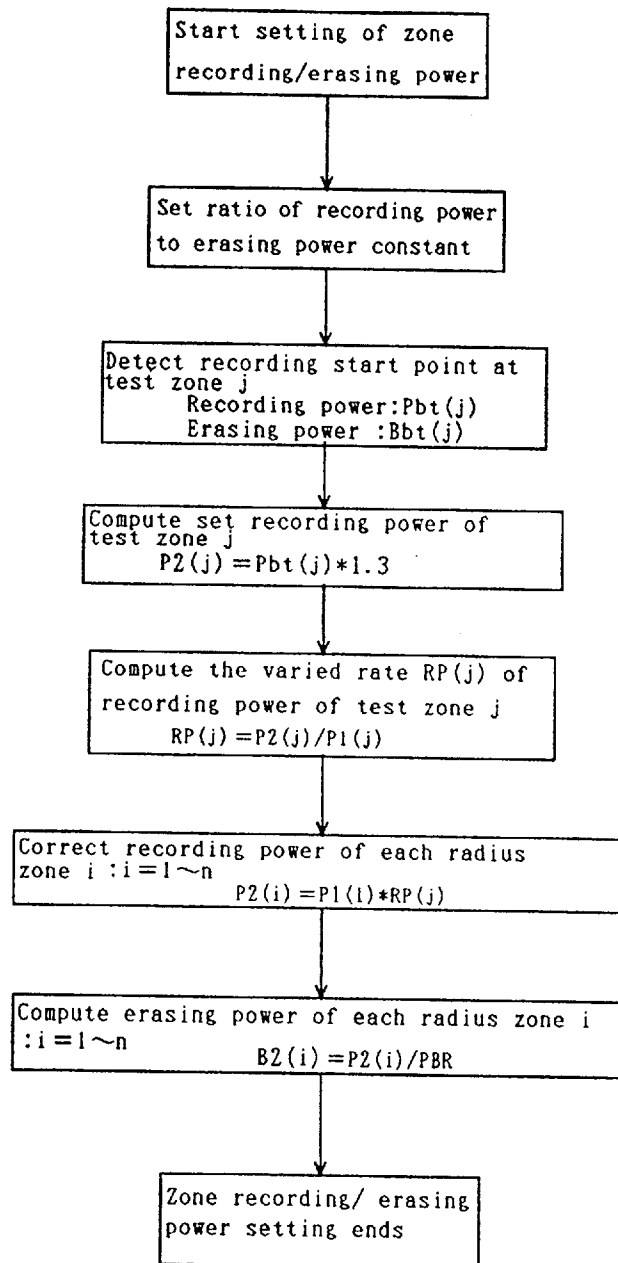 Start setting of zone
recording/erasing power
Set ratio of recording power
to erasing power constant
Detect recording start point at
test zone j
Recording power:Pbt(j)
Erasing power :Bbt(j)
Compute set recording power of
test zone j
P2(j)=Pbt(j)*1.3
Compute the varied rate RP(j) of
recording power of test zone j
RP(j)=P2(j)/P1(j)
Correct recording power of each radius
zone i :i=1~n
P2(i)=P1(i)*RP(j)
Compute erasing power of each radius zone i
:i=1~n
B2(i)=P2(i)/PBR
Zone recording/ erasing
power setting ends